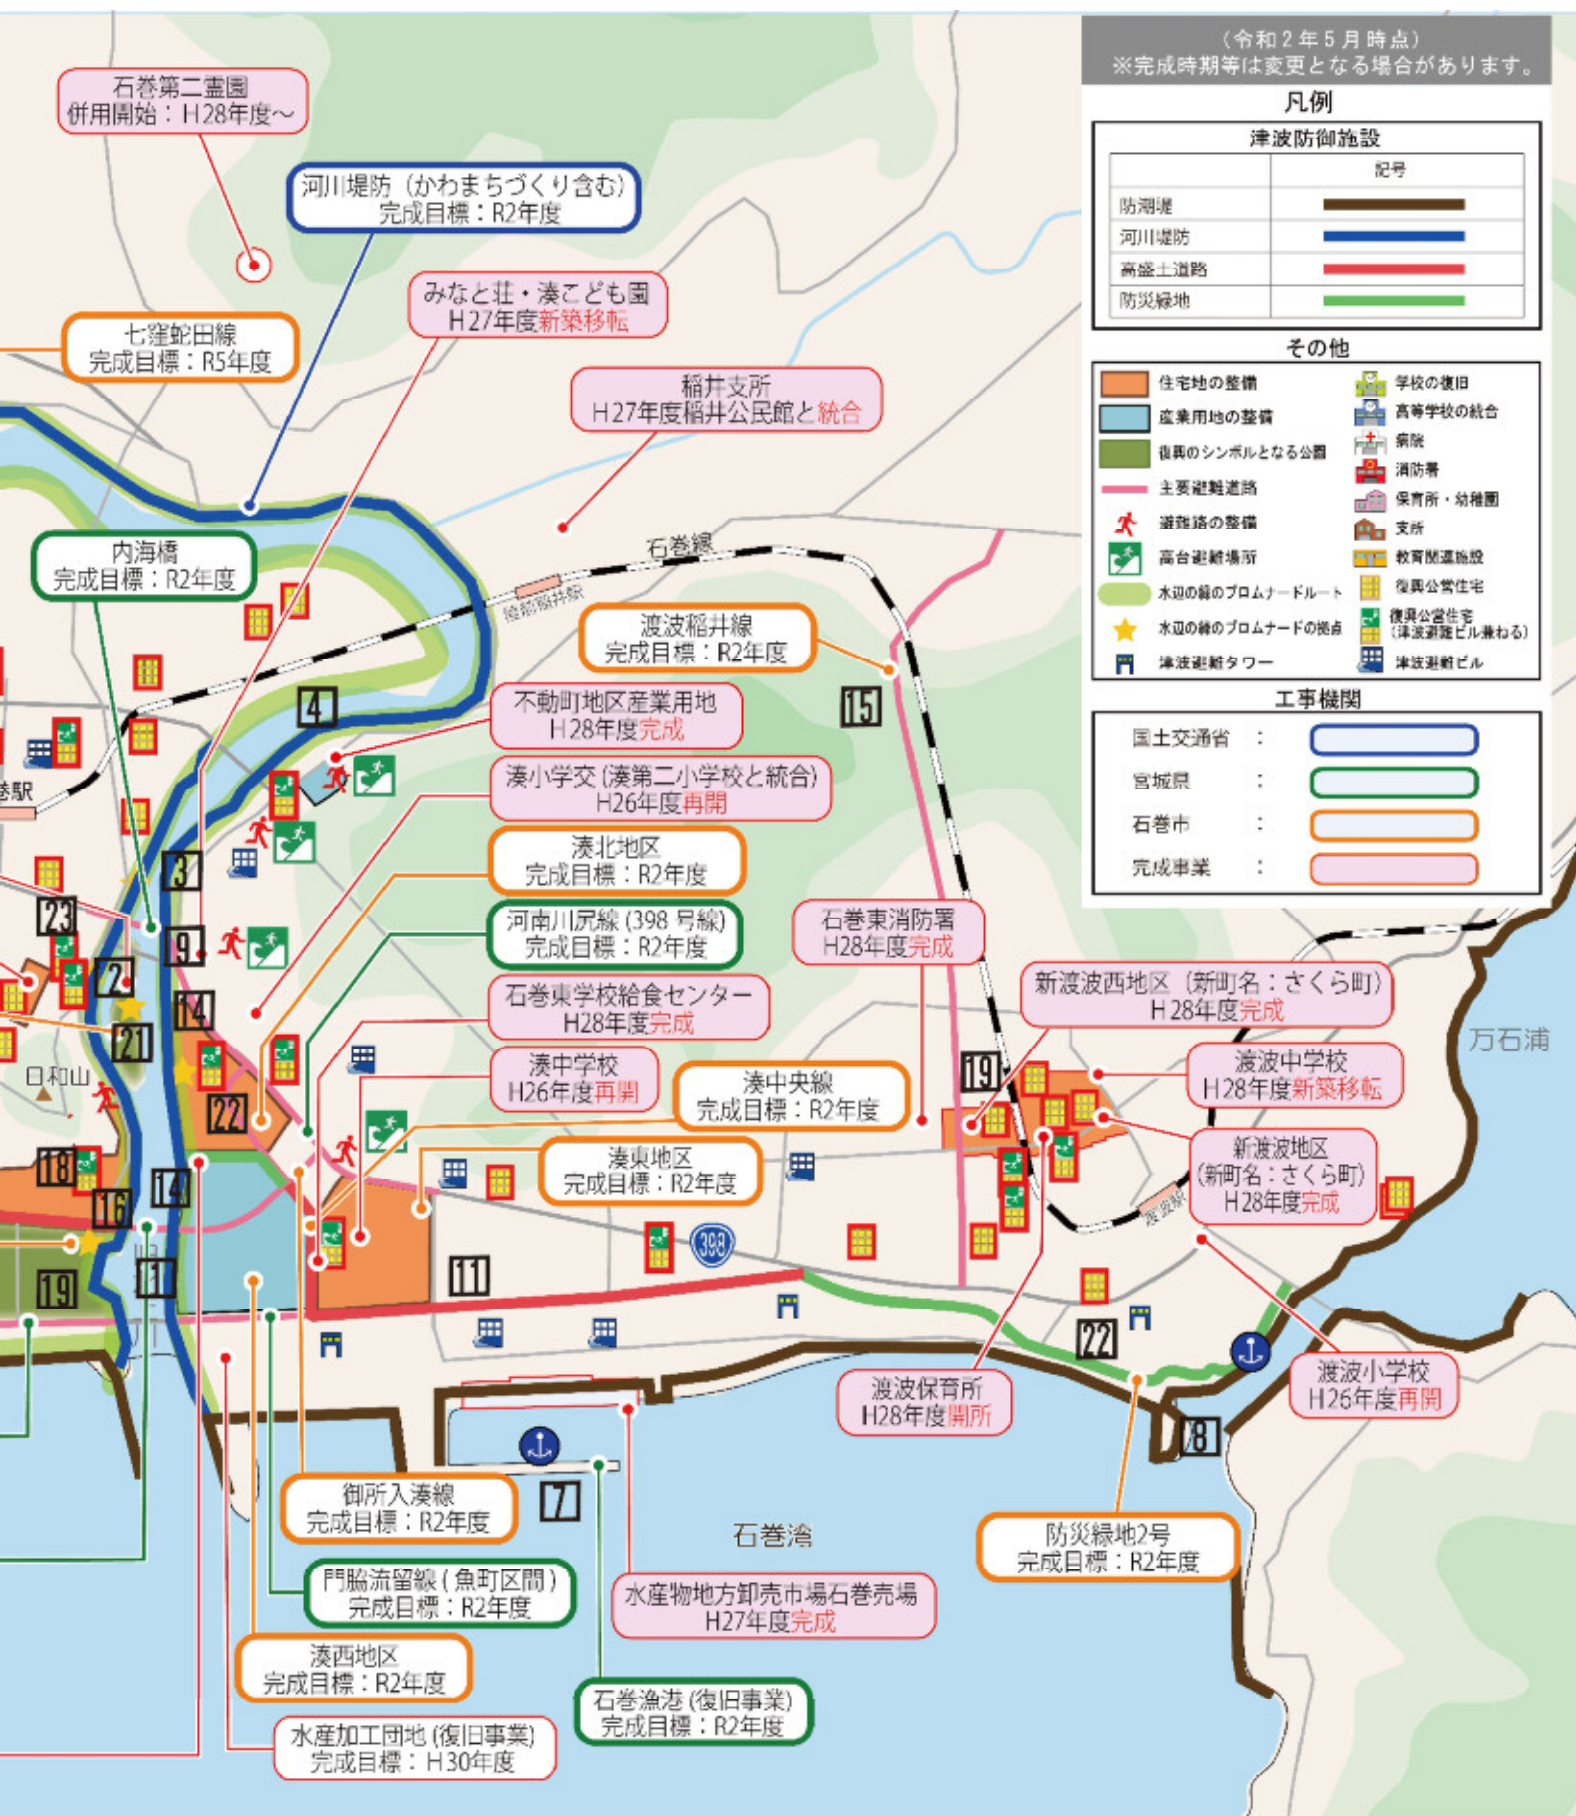 （令和2年5月時点）
※完成時期等は変更となる場合があります。
凡例
津波防御施設
記号
防潮堤
河川堤防
高盛土道路
防災緑地
その他
住宅地の整備
産業用地の整備
復興のシンボルとなる公園
主要避難道路
避難路の整備
高台避難場所
水辺の緑のプロムナードルート
水辺の緑のプロムナードの拠点
津波避難タワー
学校の復旧
高等学校の統合
病院
消防署
保育所・幼稚園
支所
教育関連施設
復興公営住宅
復興公営住宅
(津波避難ビル兼ねる)
津波避難ビル
工事機関
国土交通省 ：
宮城県 ：
石巻市 ：
完成事業 ：
石巻第二霊園
併用開始：H28年度～
河川堤防（かわまちづくり含む）
完成目標：R2年度
みなと荘・湊こども園
H27年度新築移転
七窪蛇田線
完成目標：R5年度
稲井支所
H27年度稲井公民館と統合
内海橋
完成目標：R2年度
石巻線
陸前稲井駅
渡波稲井線
完成目標：R2年度
4
15
不動町地区産業用地
H28年度完成
湊小学交(湊第二小学校と統合)
H26年度再開
巻駅
湊北地区
完成目標：R2年度
3
23
9
2
河南川尻線(398号線)
完成目標：R2年度
石巻東消防署
H28年度完成
新渡波西地区（新町名：さくら町）
H28年度完成
石巻東学校給食センター
H28年度完成
14
21
万石浦
日和山
湊中学校
H26年度再開
湊中央線
完成目標：R2年度
19
渡波中学校
H28年度新築移転
22
湊東地区
完成目標：R2年度
新渡波地区
(新町名：さくら町)
H28年度完成
18
14
16
渡波駅
398
19
11
11
22
渡波小学校
H26年度再開
渡波保育所
H28年度開所
8
7
御所入湊線
完成目標：R2年度
石巻湾
防災緑地2号
完成目標：R2年度
門脇流留線(魚町区間)
完成目標：R2年度
水産物地方卸売市場石巻売場
H27年度完成
湊西地区
完成目標：R2年度
石巻漁港(復旧事業)
完成目標：R2年度
水産加工団地(復旧事業)
完成目標：H30年度